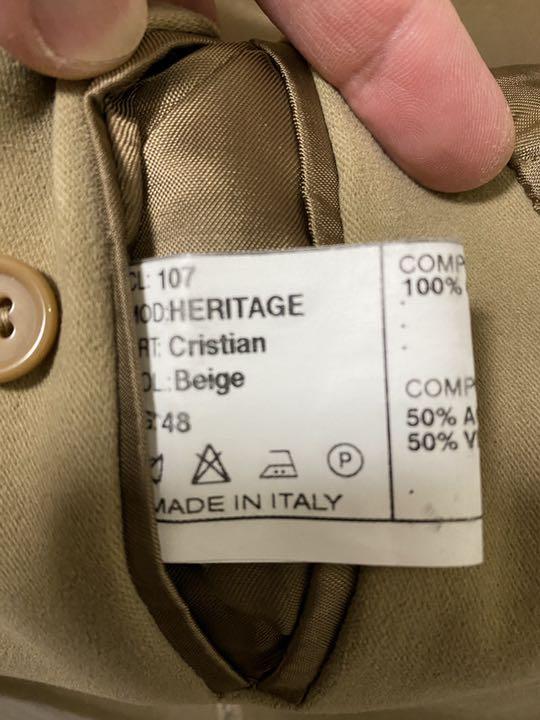 CL: 107
MOD:HERITAGE
RT: Cristian
OL.:Beige
48
P
MADE IN ITALY
COMP
100%
COMP
50% A
50% V